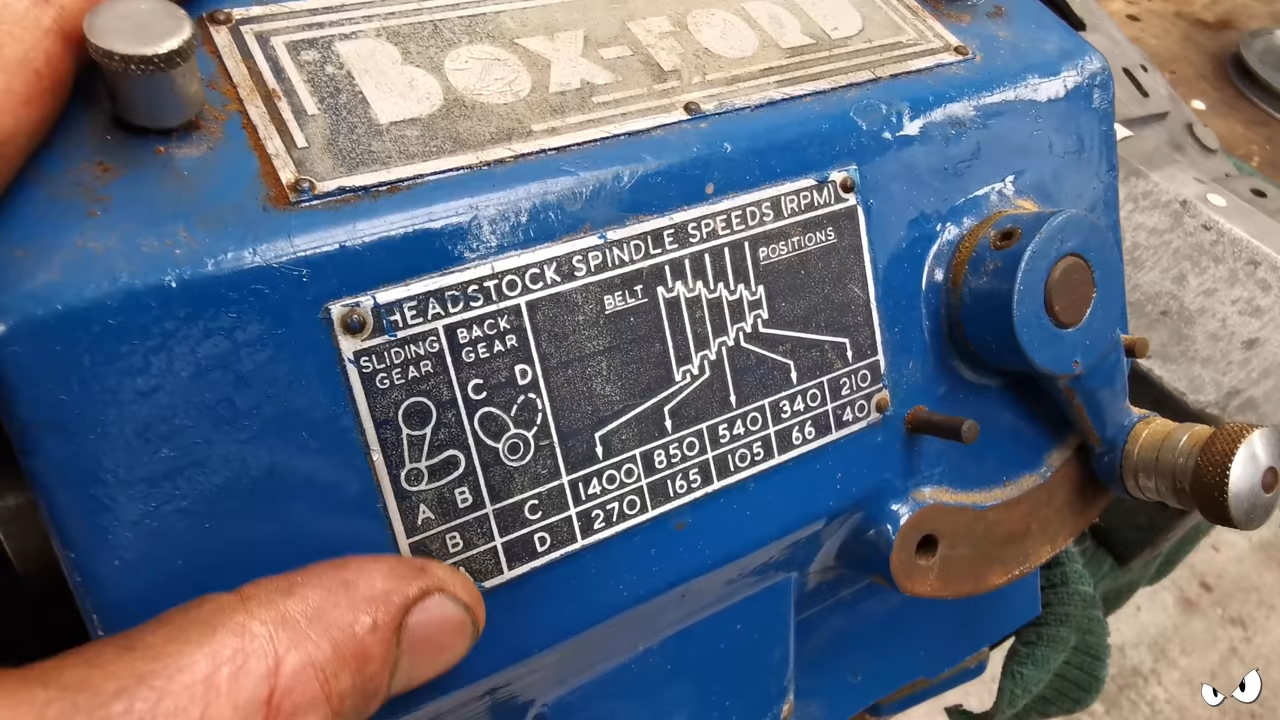 BOX-FORD
HEADSTOCK SPINDLE SPEEDS (RPM)
SLIDING GEAR
BACK GEAR
BELT
POSITIONS
C D
A B
B C 1400 850 540 340 210
D 270 165 105 66 40